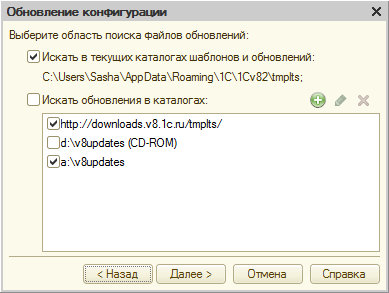 Обновление конфигурации
Выберите область поиска файлов обновлений:
Искать в текущих каталогах шаблонов и обновлений:
C:\Users\Sasha\AppData\Roaming\1C\1Cv82\tmplts;
Искать обновления в каталогах:
http://downloads.v8.1c.ru/tmplts/
d:\v8updates (CD-ROM)
a:\v8updates
< Назад Далее > Отмена Справка